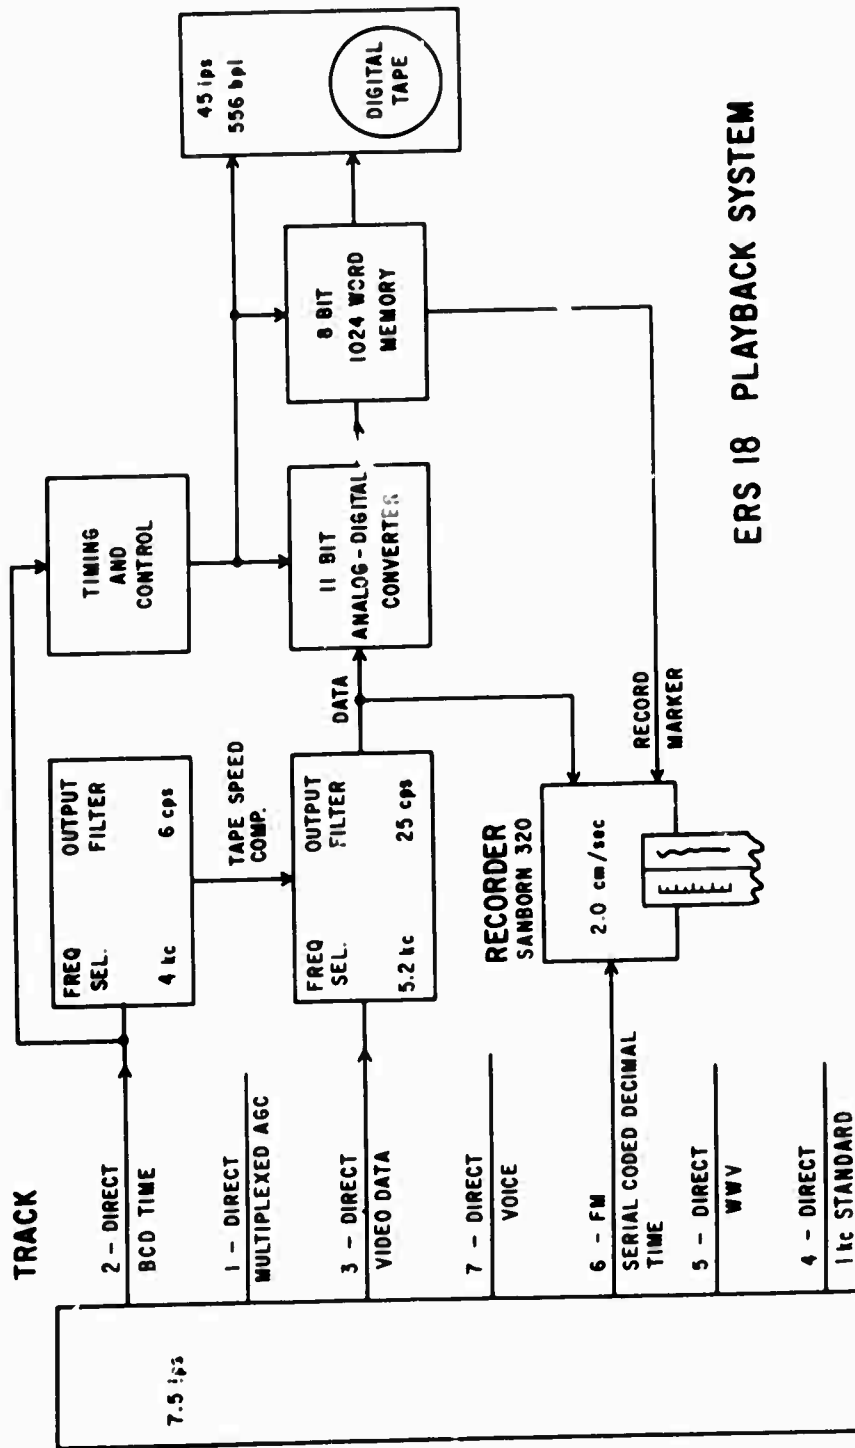 TRACK
7.5 ips
2 - DIRECT
BCD TIME
1 - DIRECT
MULTIPLEXED AGC
3 - DIRECT
VIDEO DATA
7 - DIRECT
VOICE
6 - FM
SERIAL CODED DECIMAL
TIME
5 - DIRECT
WWV
4 - DIRECT
1 kc STANDARD
FREQ
SEL.
4 kc
OUTPUT
FILTER
6 cps
TAPE SPEED
COMP.
FREQ
SEL.
5.2 kc
OUTPUT
FILTER
25 cps
RECORDER
SANBORN 320
2.0 cm/sec
DATA
RECORD
MARKER
TIMING
AND
CONTROL
11 BIT
ANALOG-DIGITAL
CONVERTER
8 BIT
1024 WORD
MEMORY
45 ips
556 bpi
DIGITAL
TAPE
ERS 18 PLAYBACK SYSTEM